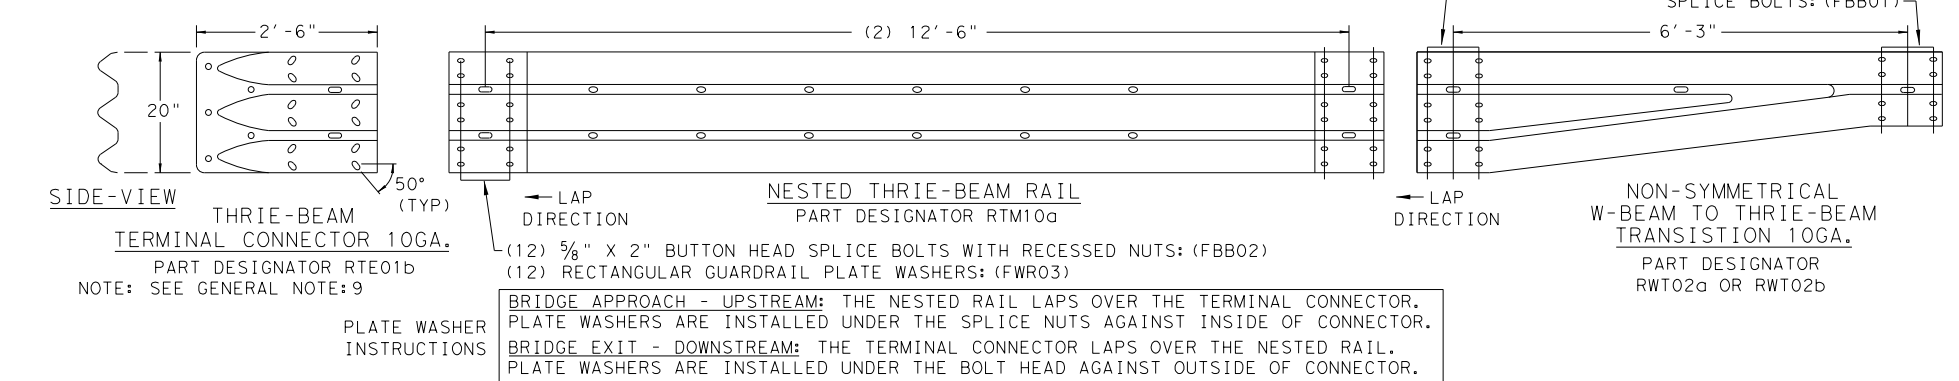 SPLICE BOLTS: (FBB01)
2'-6"
(2) 12'-6"
6'-3"
20"
50°
(TYP)
SIDE-VIEW
THRIE-BEAM
TERMINAL CONNECTOR 10GA.
PART DESIGNATOR RTE01b
NOTE: SEE GENERAL NOTE:9
LAP
DIRECTION
NESTED THRIE-BEAM RAIL
PART DESIGNATOR RTM10a
(12) 5/8" X 2" BUTTON HEAD SPLICE BOLTS WITH RECESSED NUTS:(FBB02)
(12) RECTANGULAR GUARDRAIL PLATE WASHERS:(FWR03)
LAP
DIRECTION
NON-SYMMETRICAL
W-BEAM TO THRIE-BEAM
TRANSISTION 10GA.
PART DESIGNATOR
RWT02a OR RWT02b
PLATE WASHER
INSTRUCTIONS
BRIDGE APPROACH - UPSTREAM: THE NESTED RAIL LAPS OVER THE TERMINAL CONNECTOR.
PLATE WASHERS ARE INSTALLED UNDER THE SPLICE NUTS AGAINST INSIDE OF CONNECTOR.
BRIDGE EXIT - DOWNSTREAM: THE TERMINAL CONNECTOR LAPS OVER THE NESTED RAIL.
PLATE WASHERS ARE INSTALLED UNDER THE BOLT HEAD AGAINST OUTSIDE OF CONNECTOR.